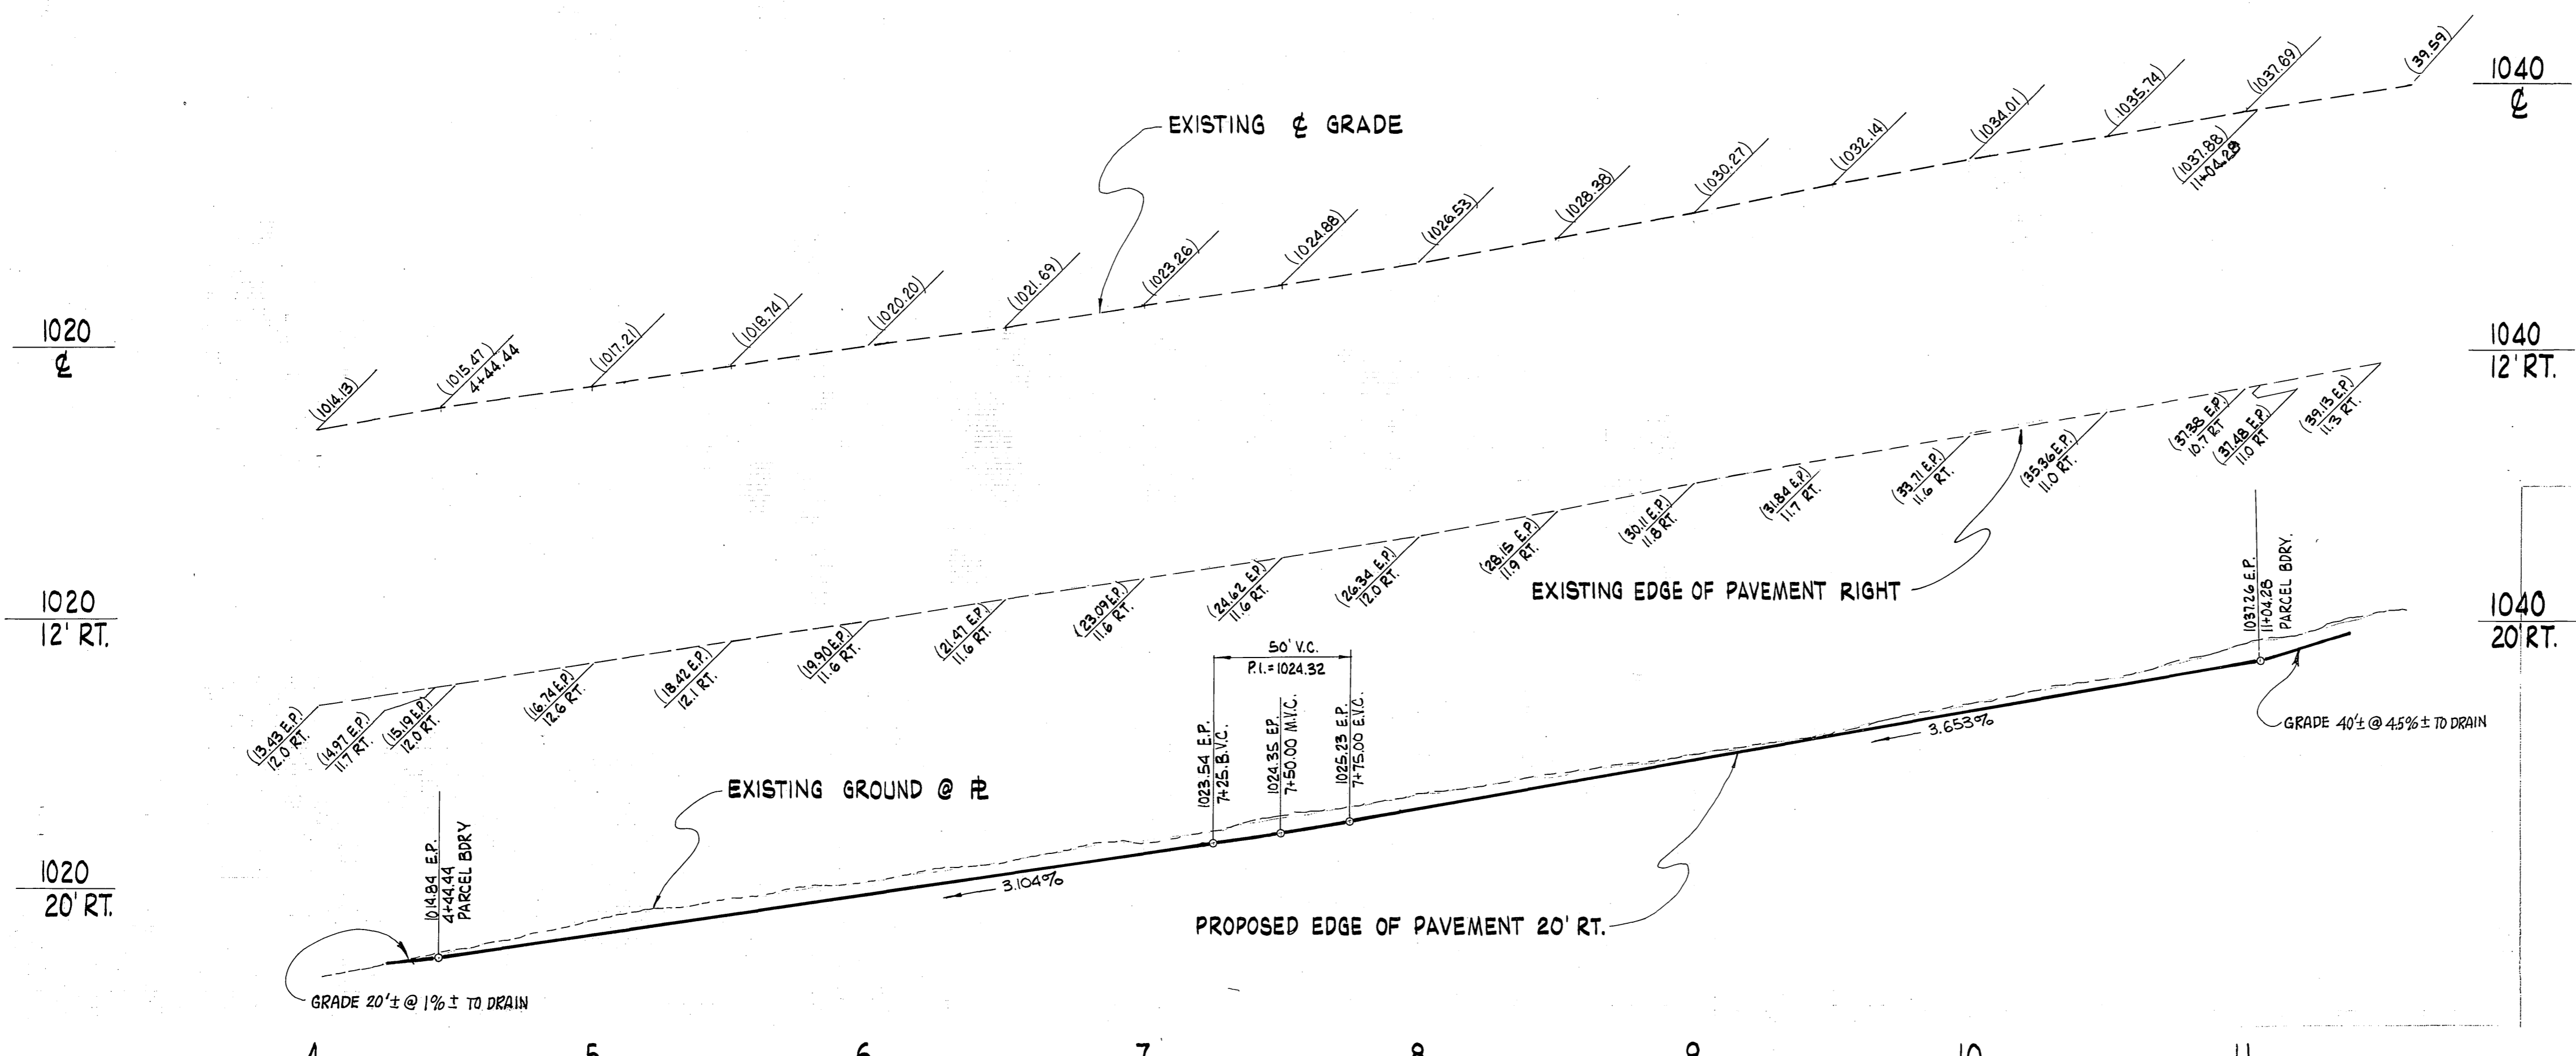 (39.59)
(1037.69)
1040
℄
(1035.74)
(1034.01)
EXISTING ℄ GRADE
(1032.14)
(1030.27)
(1037.88)
11+04.28
(1028.38)
(1026.53)
(1024.88)
(1023.26)
(1021.69)
(1020.20)
(1018.74)
(1017.21)
1020
℄
(1015.47)
4+44.44
(1014.13)
1040
12' RT.
(39.13 E.P.)
11.3 RT.
(37.38 E.P.)
10.7 RT
(37.48 E.P.)
11.0 RT
(35.36 E.P.)
11.0 RT.
(33.71 E.P.)
11.6 RT.
(31.84 E.P.)
11.7 RT.
(30.11 E.P.)
11.8 RT.
(28.15 E.P.)
11.9 RT.
(26.34 E.P.)
12.0 RT.
(24.62 E.P.)
11.6 RT.
(23.09 E.P.)
11.6 RT.
(21.47 E.P.)
11.6 RT.
(19.90 E.P.)
11.6 RT.
(18.42 E.P.)
12.1 RT.
(16.74 E.P.)
12.6 RT.
(15.19 E.P.)
12.0 RT.
(14.97 E.P.)
11.7 RT.
(13.43 E.P.)
12.0 RT.
EXISTING EDGE OF PAVEMENT RIGHT
1020
12' RT.
1040
20' RT.
1037.26 E.P.
11+04.28
PARCEL BDRY.
50' V.C.
P.I. = 1024.32
1023.54 E.P.
7+25. B.V.C.
1024.35 E.P.
7+50.00 M.V.C.
1025.23 E.P.
7+75.00 E.V.C.
GRADE 40'± @ 4.5% ± TO DRAIN
3.653%
EXISTING GROUND @ ⅊
1014.84 E.P.
4+44.44
PARCEL BDRY
1020
20' RT.
3.104%
PROPOSED EDGE OF PAVEMENT 20' RT.
GRADE 20'± @ 1% ± TO DRAIN
4 5 6 7 8 9 10 11